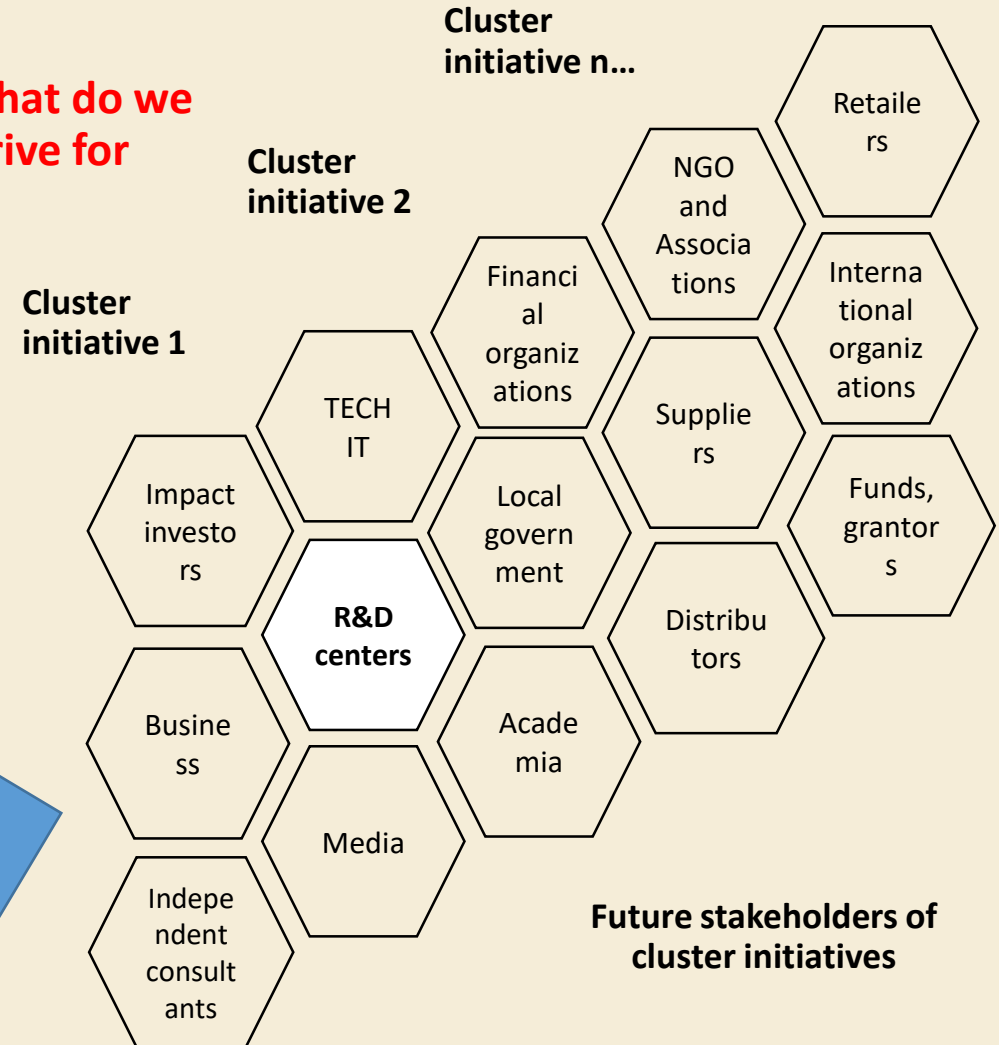 Cluster
initiative n...
hat do we
rive for
Cluster
initiative 2
Cluster
initiative 1
Retaile
rs
NGO
and
Associa
tions
Interna
tional
organiz
ations
Financi
al
organiz
ations
TECH
IT
Supplie
rs
Impact
investo
rs
Local
govern
ment
Funds,
grantor
s
R&D
centers
Distribu
tors
Busine
ss
Acade
mia
Media
Indepe
ndent
consult
ants
Future stakeholders of
cluster initiatives